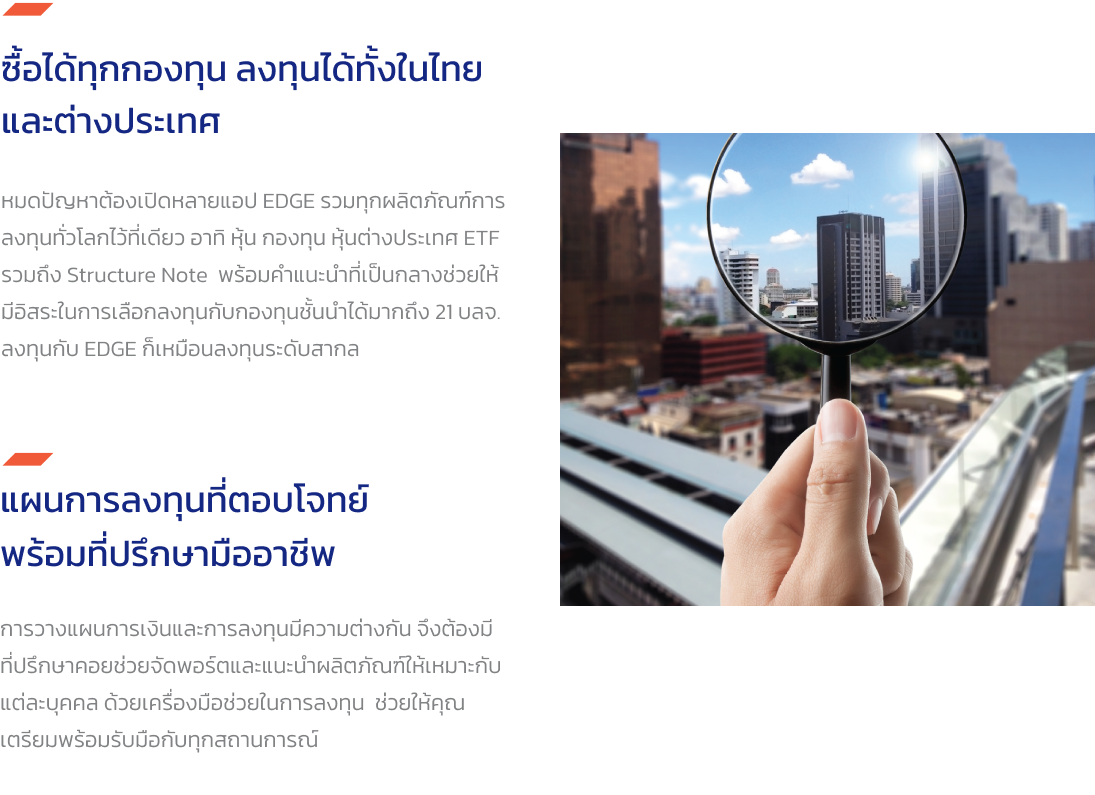 ซื้อได้ทุกกองทุน ลงทุนได้ทั้งในไทย
และต่างประเทศ
หมดปัญหาต้องเปิดหลายแอป EDGE รวมทุกผลิตภัณฑ์การ
ลงทุนทั่วโลกไว้ที่เดียว อาทิ หุ้น กองทุน หุ้นต่างประเทศ ETF
รวมถึง Structure Note พร้อมคำแนะนำที่เป็นกลางช่วยให้
มีอิสระในการเลือกลงทุนกับกองทุนชั้นนำได้มากถึง 21 บลจ.
ลงทุนกับ EDGE ก็เหมือนลงทุนระดับสากล
แผนการลงทุนที่ตอบโจทย์
พร้อมที่ปรึกษามืออาชีพ
การวางแผนการเงินและการลงทุนมีความต่างกัน จึงต้องมี
ที่ปรึกษาคอยช่วยจัดพอร์ตและแนะนำผลิตภัณฑ์ให้เหมาะกับ
แต่ละบุคคล ด้วยเครื่องมือช่วยในการลงทุน ช่วยให้คุณ
เตรียมพร้อมรับมือกับทุกสถานการณ์